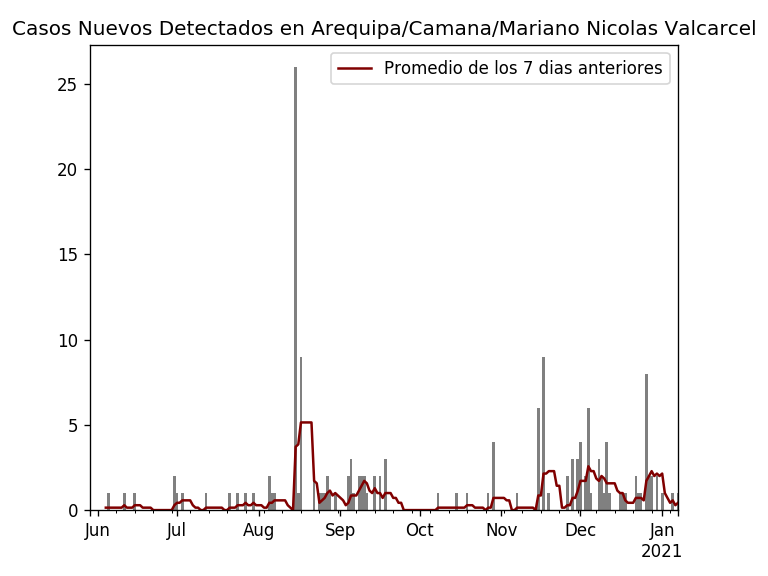 Casos Nuevos Detectados en Arequipa/Camana/Mariano Nicolas Valcarcel
Promedio de los 7 dias anteriores
25
20
15
10
5
0
Jun Jul Aug Sep Oct Nov Dec Jan
2021